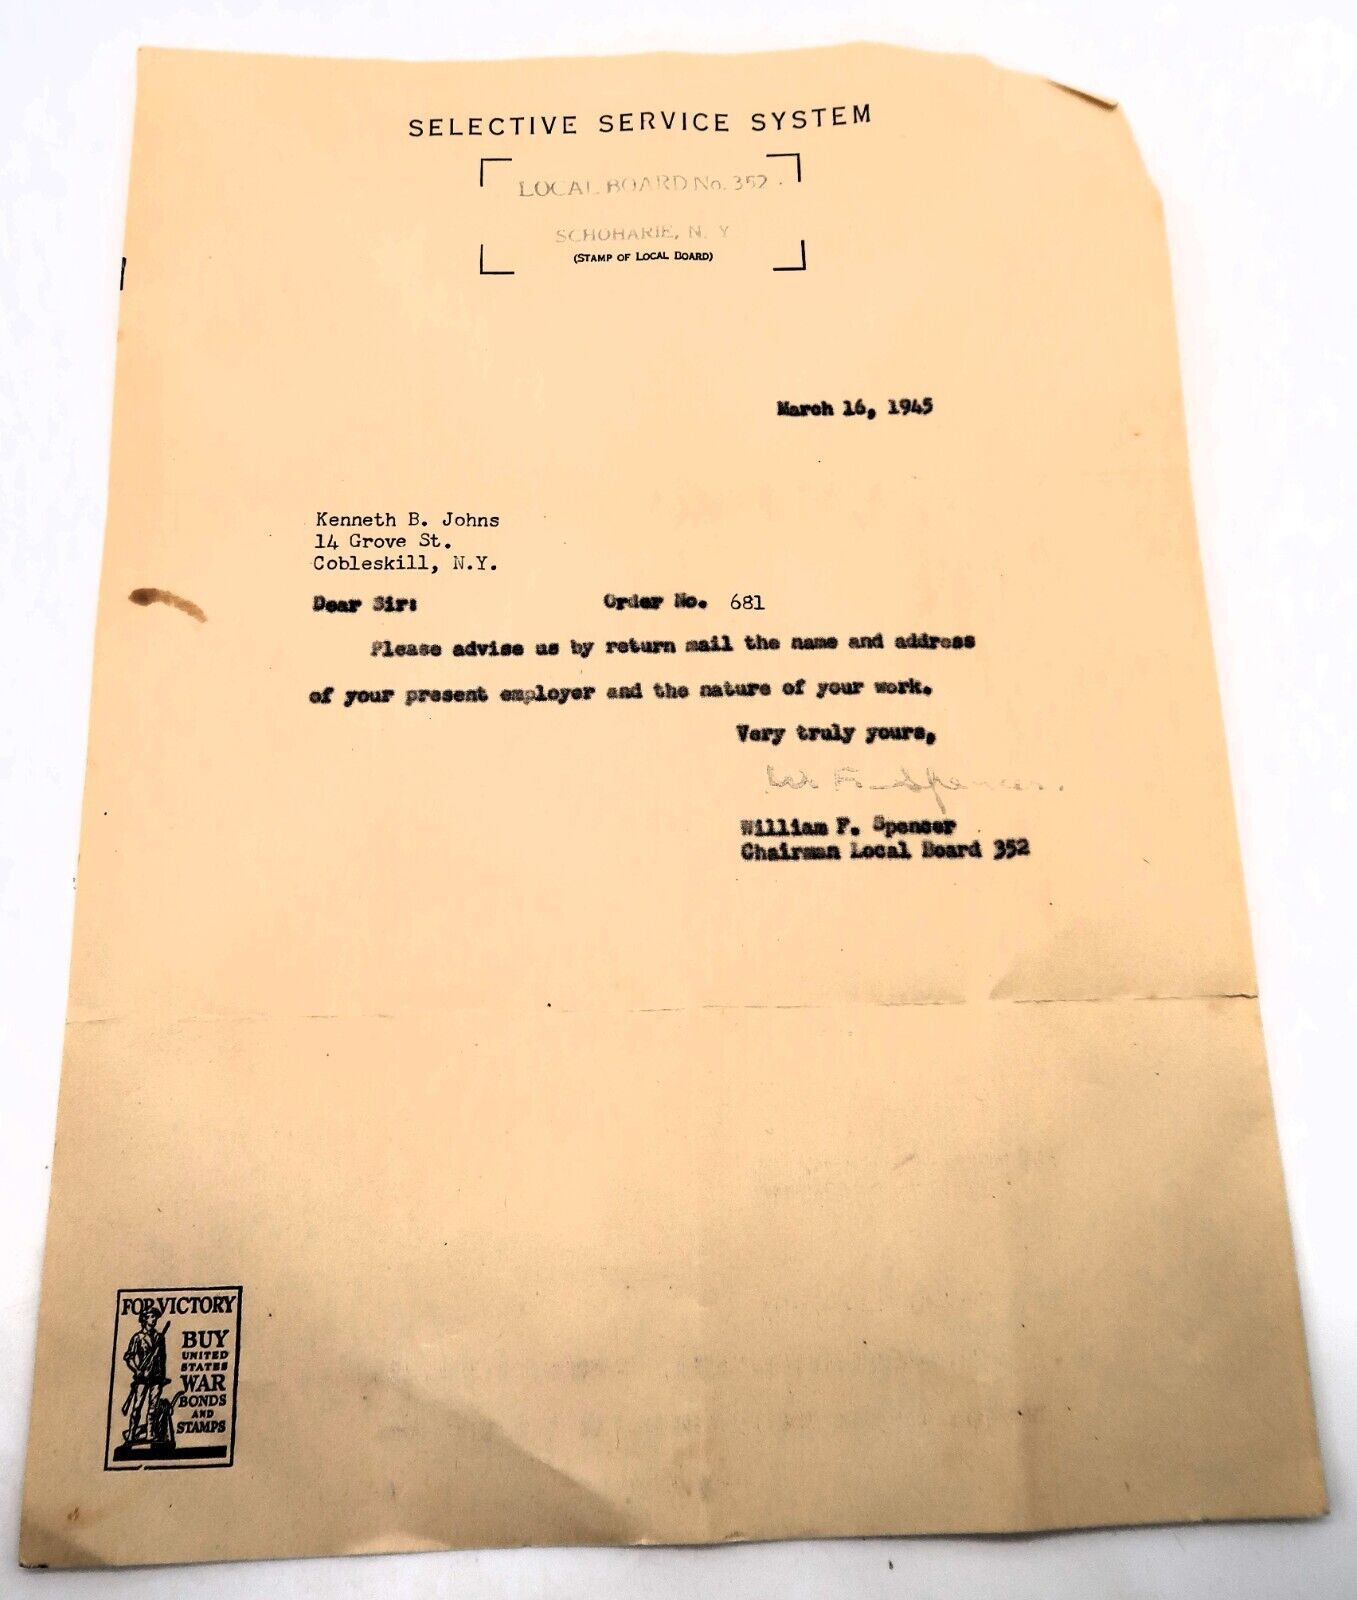 SELECTIVE SERVICE SYSTEM
LOCAL BOARD No. 352
SCHOHARIE, N. Y
(STAMP OF LOCAL BOARD)
March 16, 1945
Kenneth B. Johns
14 Grove St.
Cobleskill, N.Y.
Dear Sir: Order No. 681
Please advise us by return mail the name and address
of your present employer and the nature of your work.
Very truly yours,
W. F. Spencer.
William F. Spencer
Chairman Local Board 352
FOR VICTORY
BUY
UNITED
STATES
WAR
BONDS
AND
STAMPS